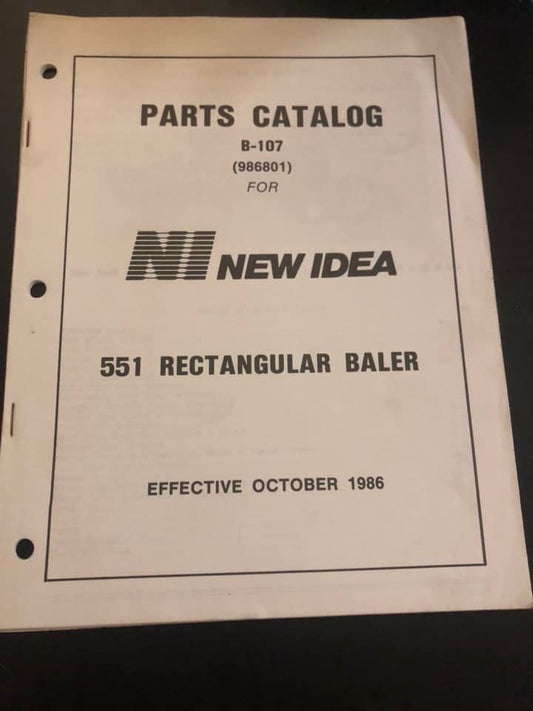 PARTS CATALOG
B-107
(986801)
FOR
NI NEW IDEA
551 RECTANGULAR BALER
EFFECTIVE OCTOBER 1986